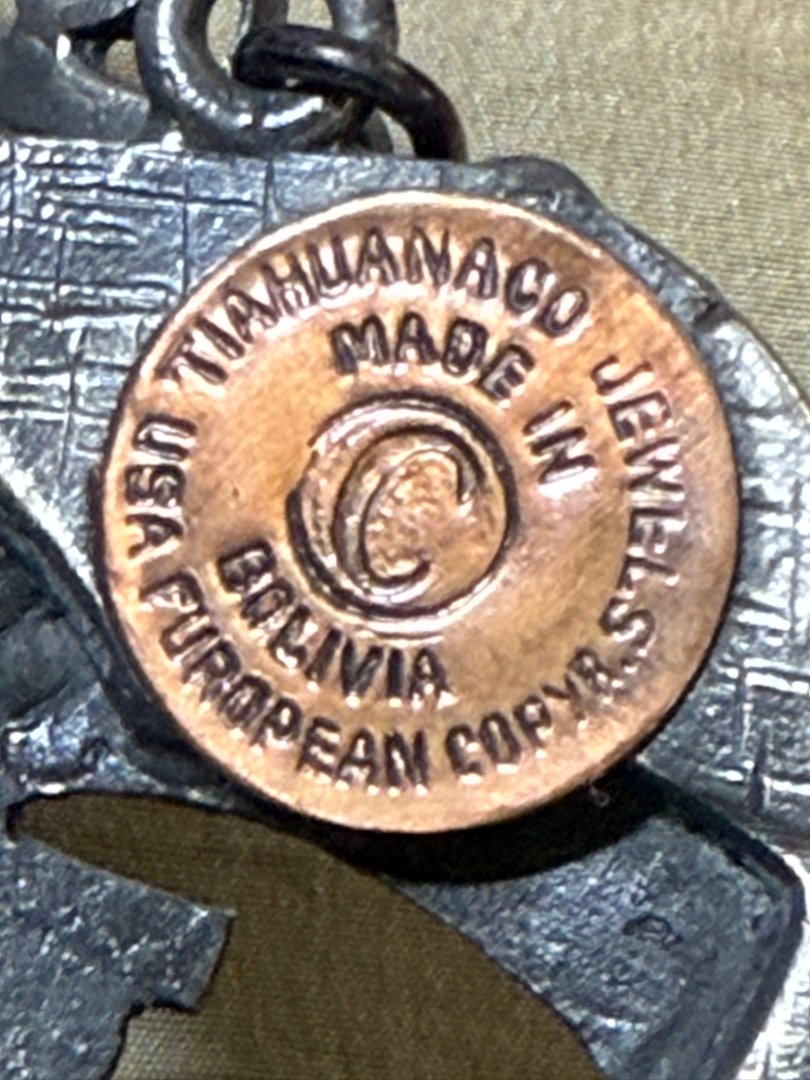 TIAHUANACO JEWELS
USA EUROPEAN COPYR.
MADE IN
C
BOLIVIA